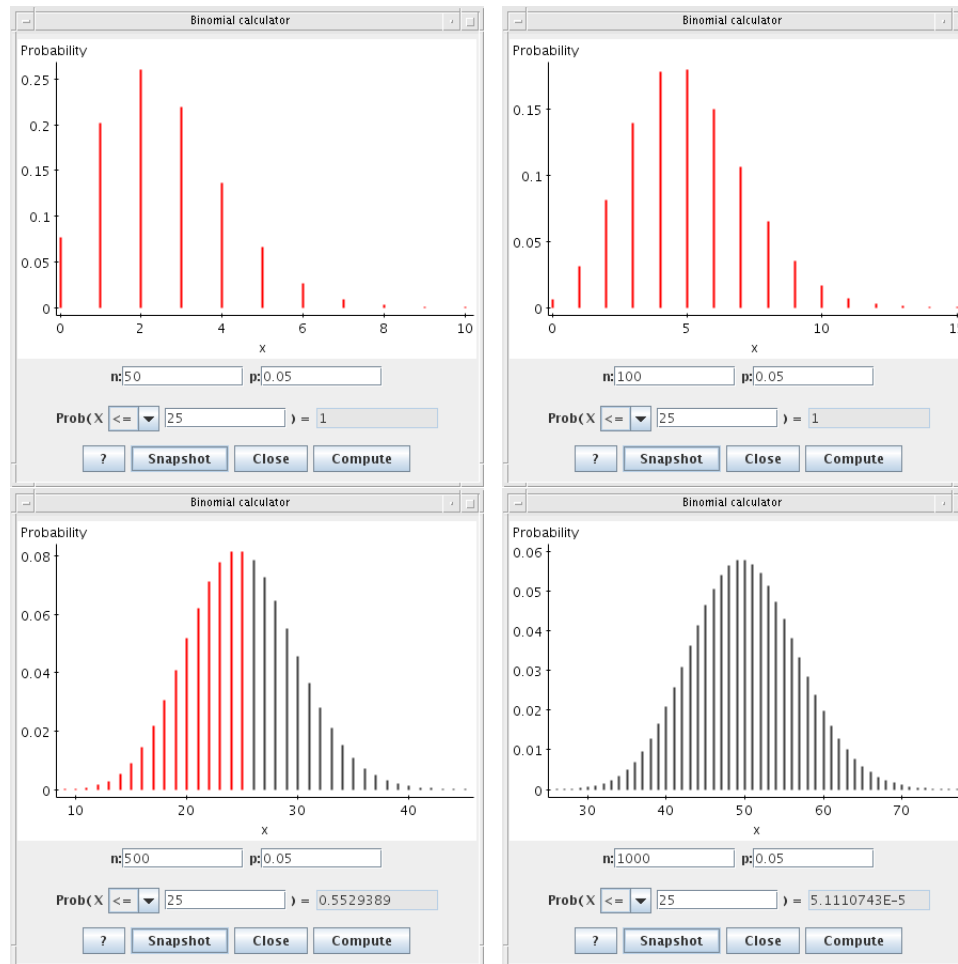 Binomial calculator
Probability
0.25
0.2
0.15
0.1
0.05
0
0 2 4 6 8 10
x
n: 50 p: 0.05
Prob(X <= 25 ) = 1
? Snapshot Close Compute
Binomial calculator
Probability
0.15
0.1
0.05
0
0 5 10
x
n: 100 p: 0.05
Prob(X <= 25 ) = 1
? Snapshot Close Compute
Binomial calculator
Probability
0.08
0.06
0.04
0.02
0
10 20 30 40
x
n: 500 p: 0.05
Prob(X <= 25 ) = 0.5529389
? Snapshot Close Compute
Binomial calculator
Probability
0.06
0.05
0.04
0.03
0.02
0.01
0
30 40 50 60 70
x
n: 1000 p: 0.05
Prob(X <= 25 ) = 5.1110743E-5
? Snapshot Close Compute